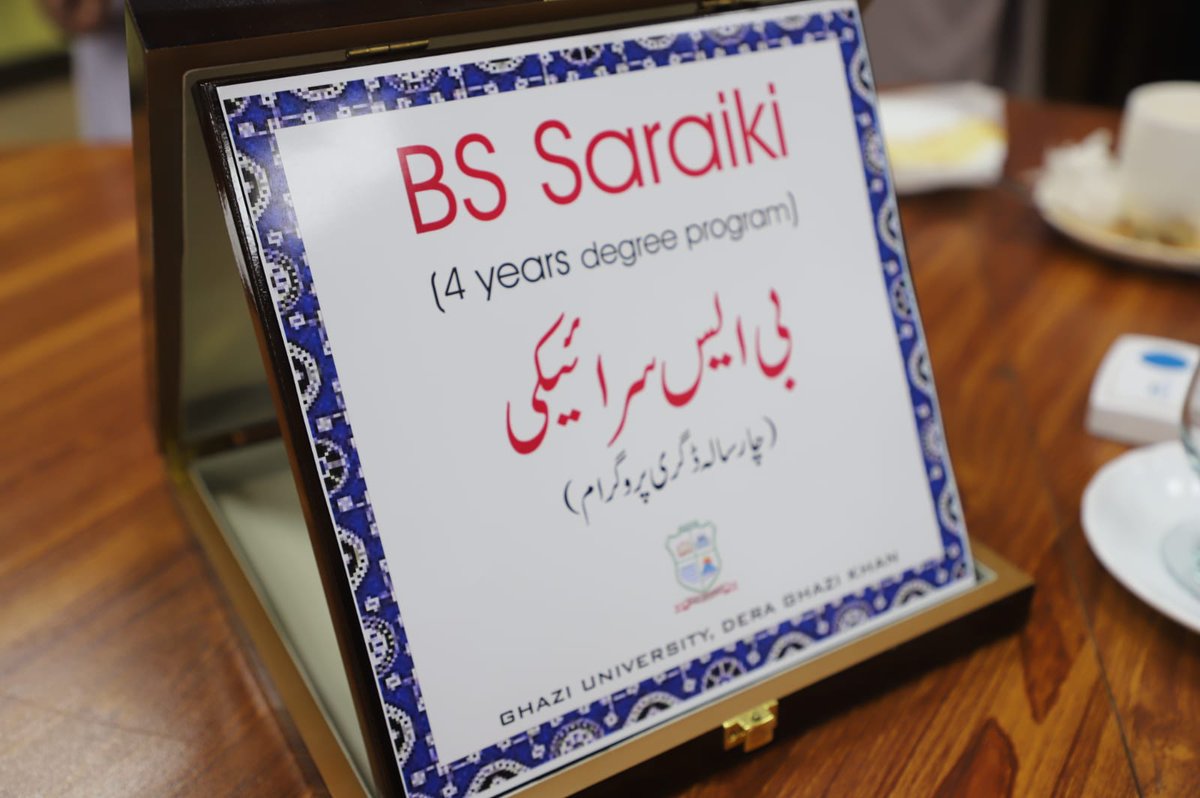 BS Saraiki
(4 years degree program)
بی ایس سرائیکی
(چار سالہ ڈگری پروگرام)
GHAZI UNIVERSITY, DERA GHAZI KHAN